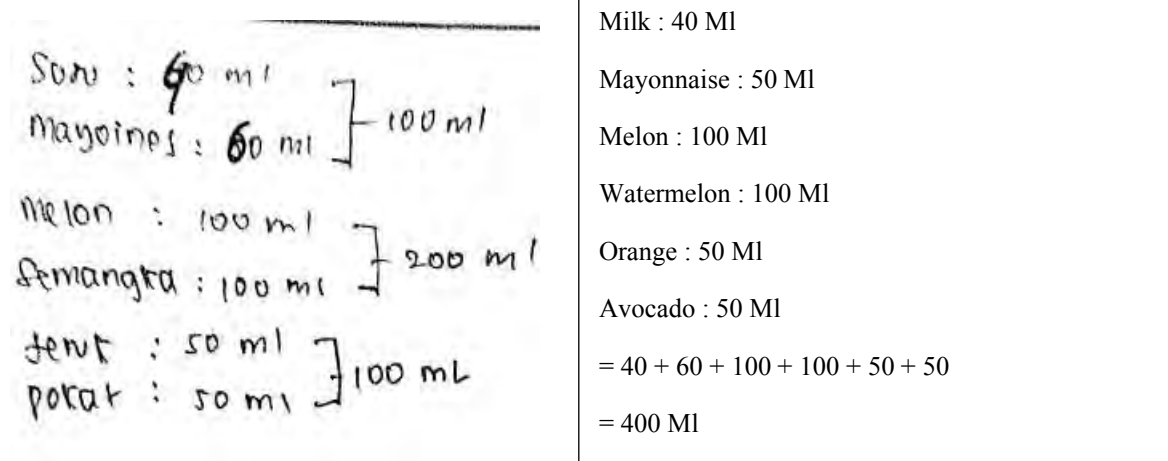 Susu : 40 ml
mayoines : 60 ml
100 ml
melon : 100 ml
semangka : 100 ml
200 ml
jeruk : 50 ml
pokat : 50 ml
100 mL
Milk : 40 Ml
Mayonnaise : 50 Ml
Melon : 100 Ml
Watermelon : 100 Ml
Orange : 50 Ml
Avocado : 50 Ml
= 40 + 60 + 100 + 100 + 50 + 50
= 400 Ml